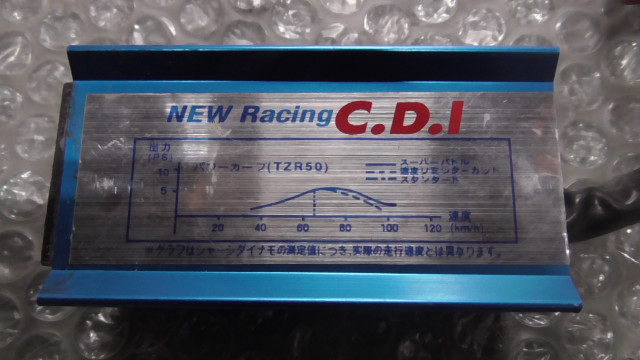 NEW Racing C.D.I
出力
(PS)
パワーカーブ(TZR50)
スーパーバトル
速度リミッターカット
スタンダード
10
5
20 40 60 80 100 120
速度
(km/h)
※グラフはシャーシダイナモの測定値につき、実際の走行速度とは異なります。